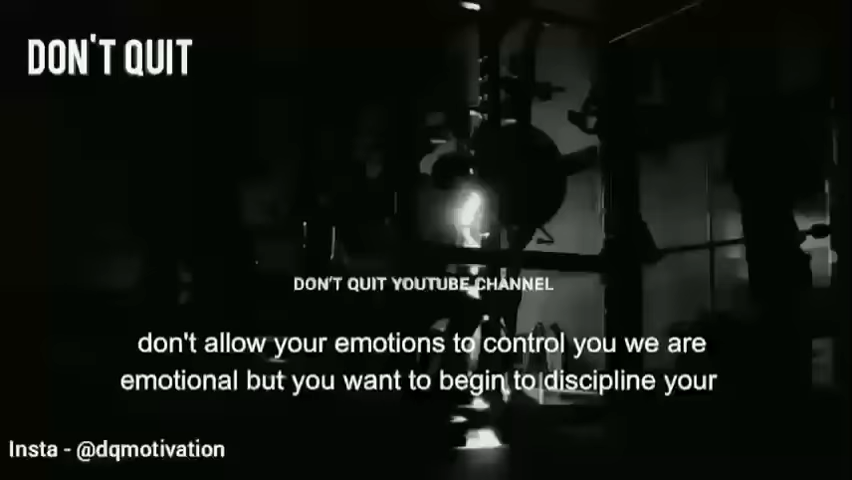 DON'T QUIT
DON'T QUIT YOUTUBE CHANNEL
don't allow your emotions to control you we are
emotional but you want to begin to discipline your
Insta - @dqmotivation